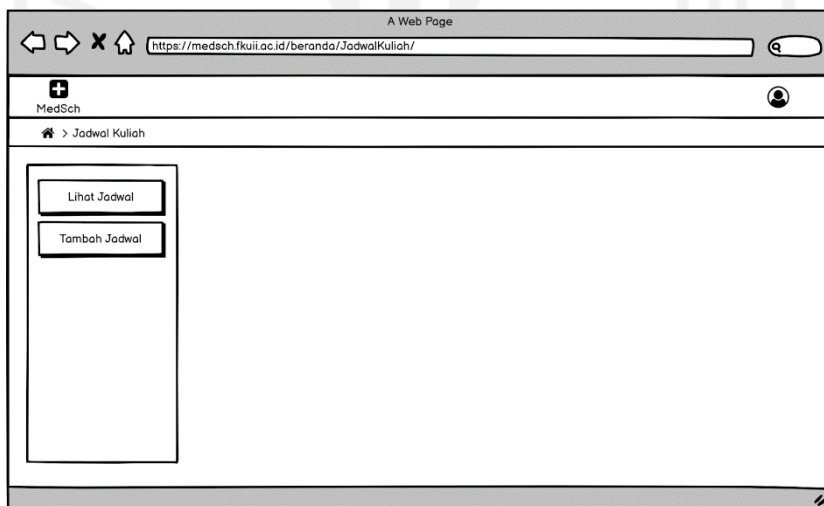 A Web Page
https://medsch.fkuii.ac.id/beranda/JadwalKuliah/
MedSch
> Jadwal Kuliah
Lihat Jadwal
Tambah Jadwal